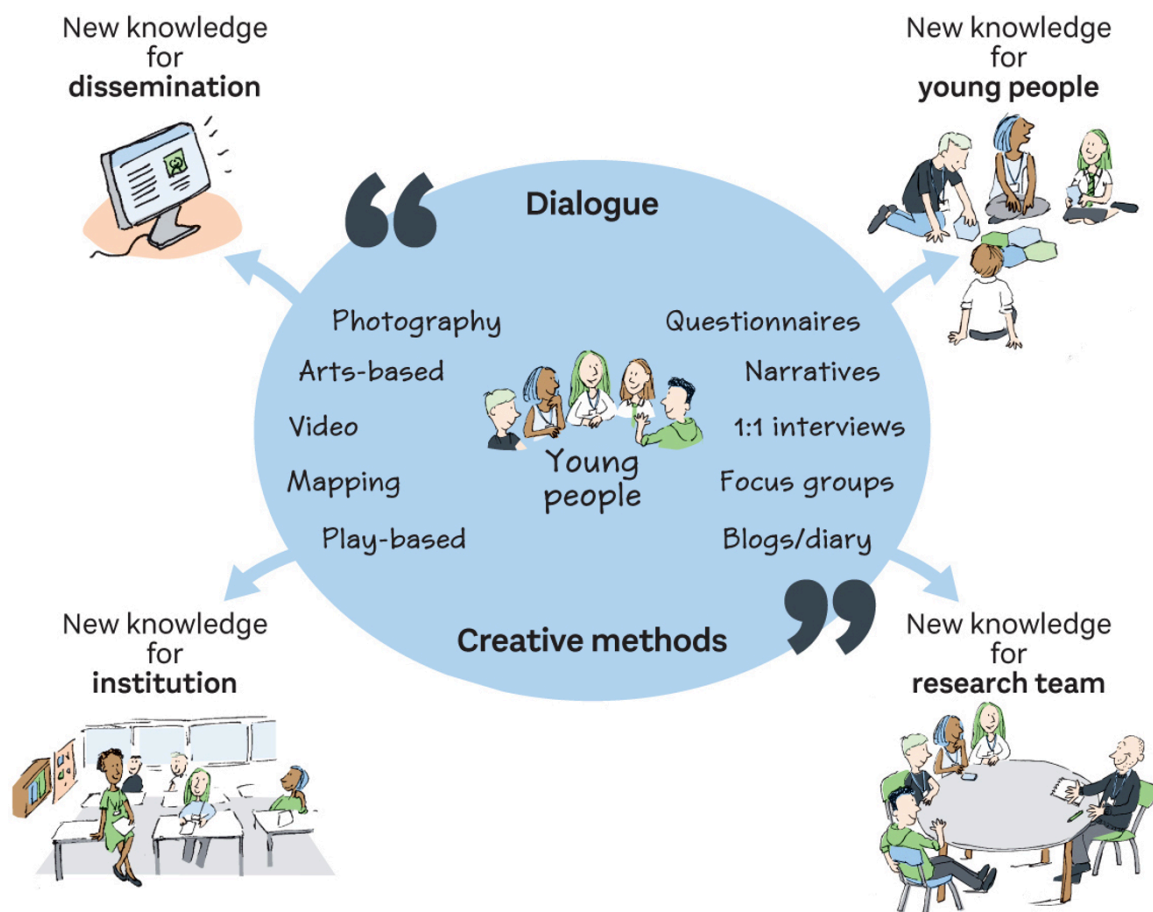 New knowledge
for
dissemination
New knowledge
for
young people
“
Dialogue
Photography
Arts-based
Video
Mapping
Play-based
Young
people
Questionnaires
Narratives
1:1 interviews
Focus groups
Blogs/diary
Creative methods
”
New knowledge
for
institution
New knowledge
for
research team